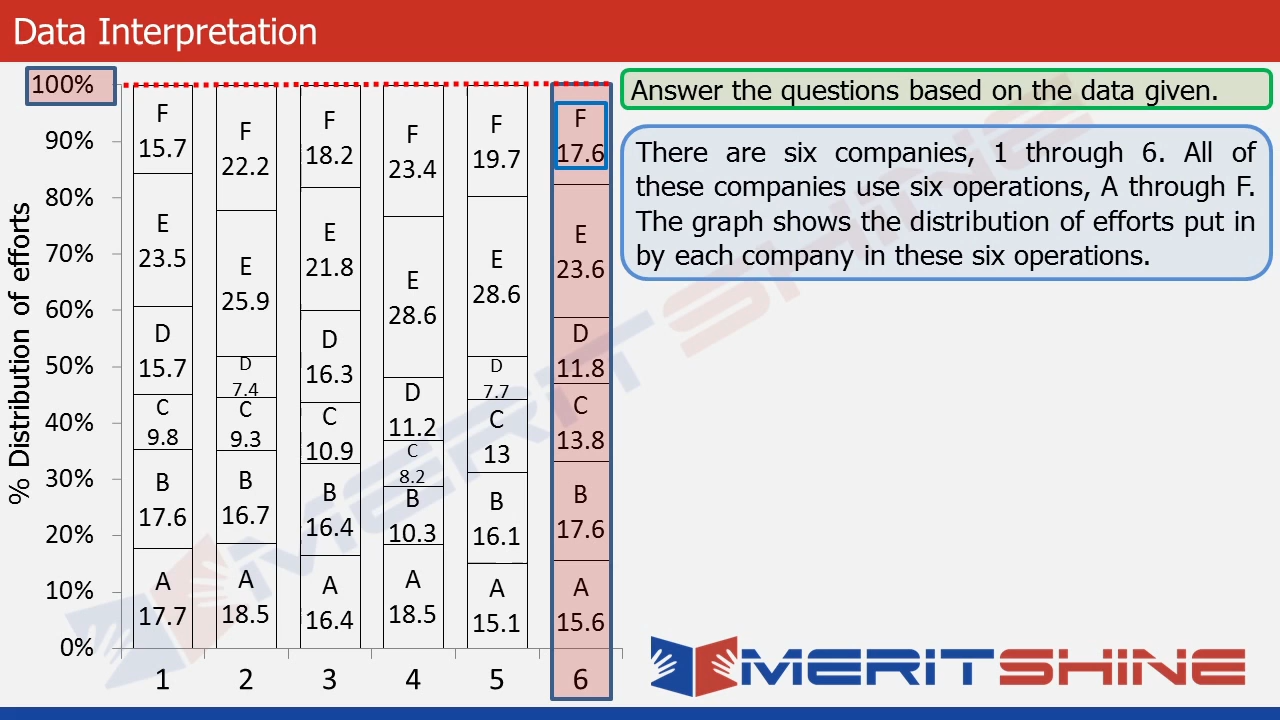 Data Interpretation
% Distribution of efforts
100%
90%
80%
70%
60%
50%
40%
30%
20%
10%
0%
F
15.7
E
23.5
D
15.7
C
9.8
B
17.6
A
17.7
1
F
22.2
E
25.9
D
7.4
C
9.3
B
16.7
A
18.5
2
F
18.2
E
21.8
D
16.3
C
10.9
B
16.4
A
16.4
3
F
23.4
E
28.6
D
11.2
C
8.2
B
10.3
A
18.5
4
F
19.7
E
28.6
D
7.7
C
13
B
16.1
A
15.1
5
F
17.6
E
23.6
D
11.8
C
13.8
B
17.6
A
15.6
6
Answer the questions based on the data given.
There are six companies, 1 through 6. All of
these companies use six operations, A through F.
The graph shows the distribution of efforts put in
by each company in these six operations.
MERITSHINE
MERITSHINE